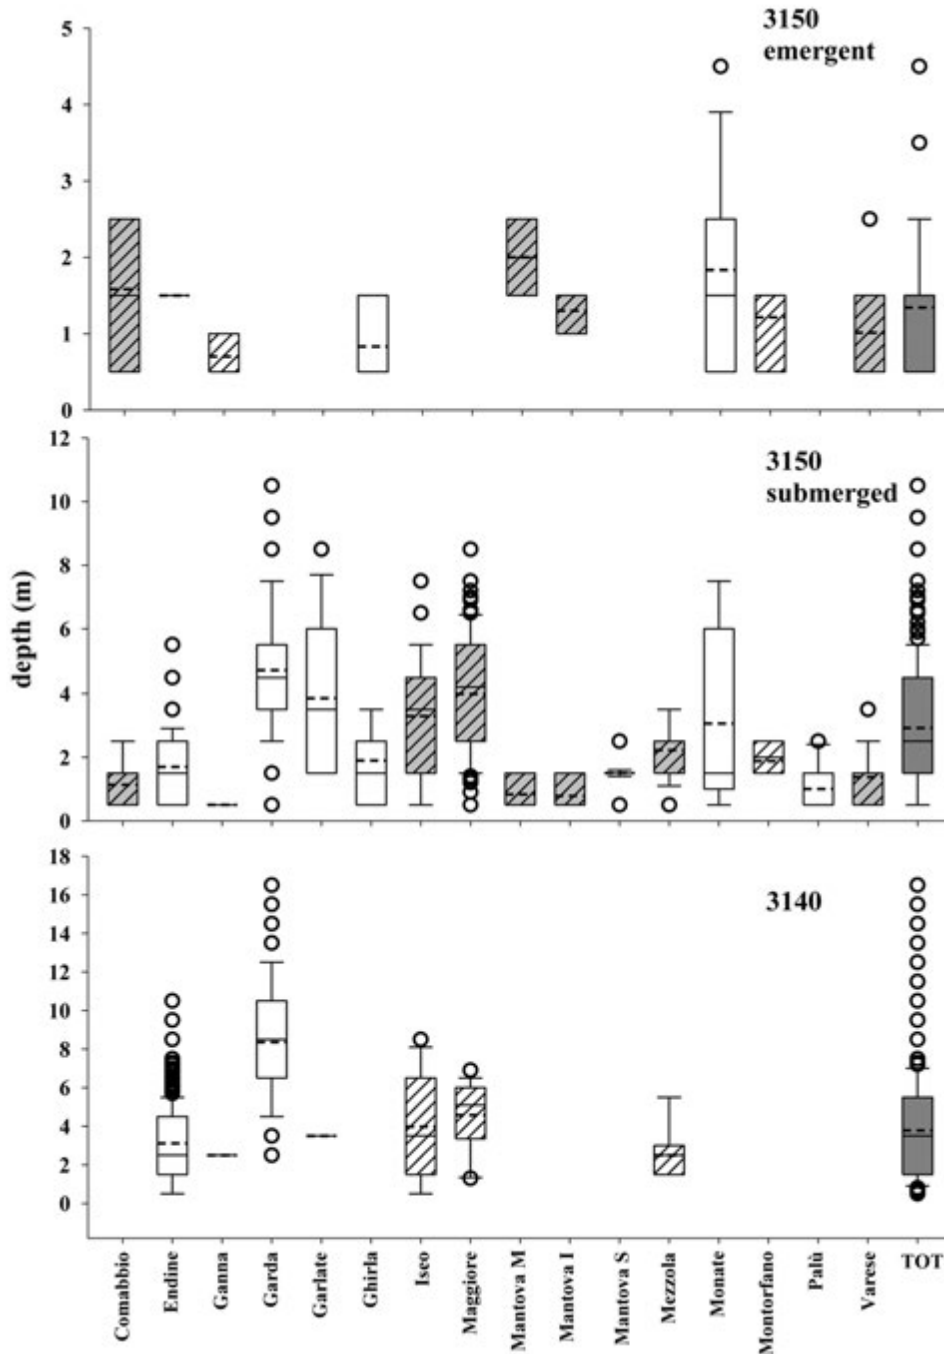 3150
emergent
5
4
3
2
1
0
3150
submerged
12
10
8
6
4
2
0
depth (m)
3140
18
16
14
12
10
8
6
4
2
0
Comabbio
Endine
Ganna
Garda
Garlate
Ghirla
Iseo
Maggiore
Mantova M
Mantova I
Mantova S
Mezzola
Monate
Montorfano
Palù
Varese
TOT